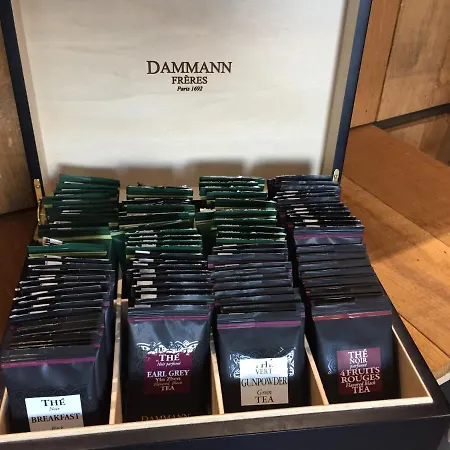 DAMMANN
FRÈRES
Paris 1692
THÉ
Noir
BREAKFAST
THÉ
Noir parfumé
EARL GREY
Yin Zhen
Flavored Black
TEA
DAMMANN
THÉ
VERT
GUNPOWDER
Green
TEA
THÉ
NOIR
parfumé
4 FRUITS
ROUGES
Flavored Black
TEA